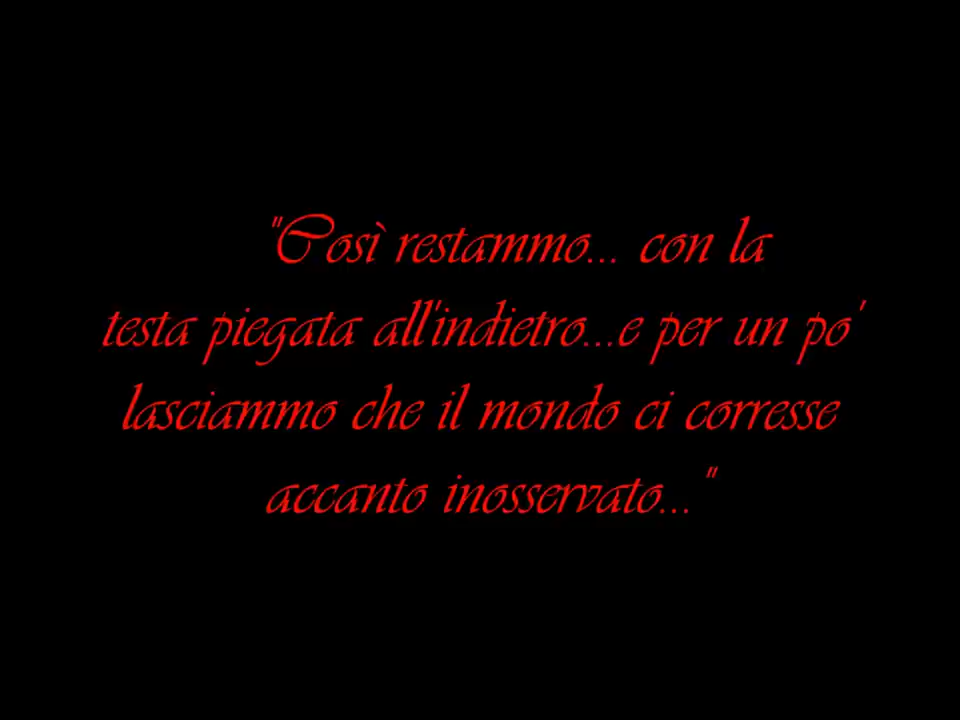 "Così restammo... con la
testa piegata all'indietro...e per un po'
lasciammo che il mondo ci corresse
accanto inosservato..."